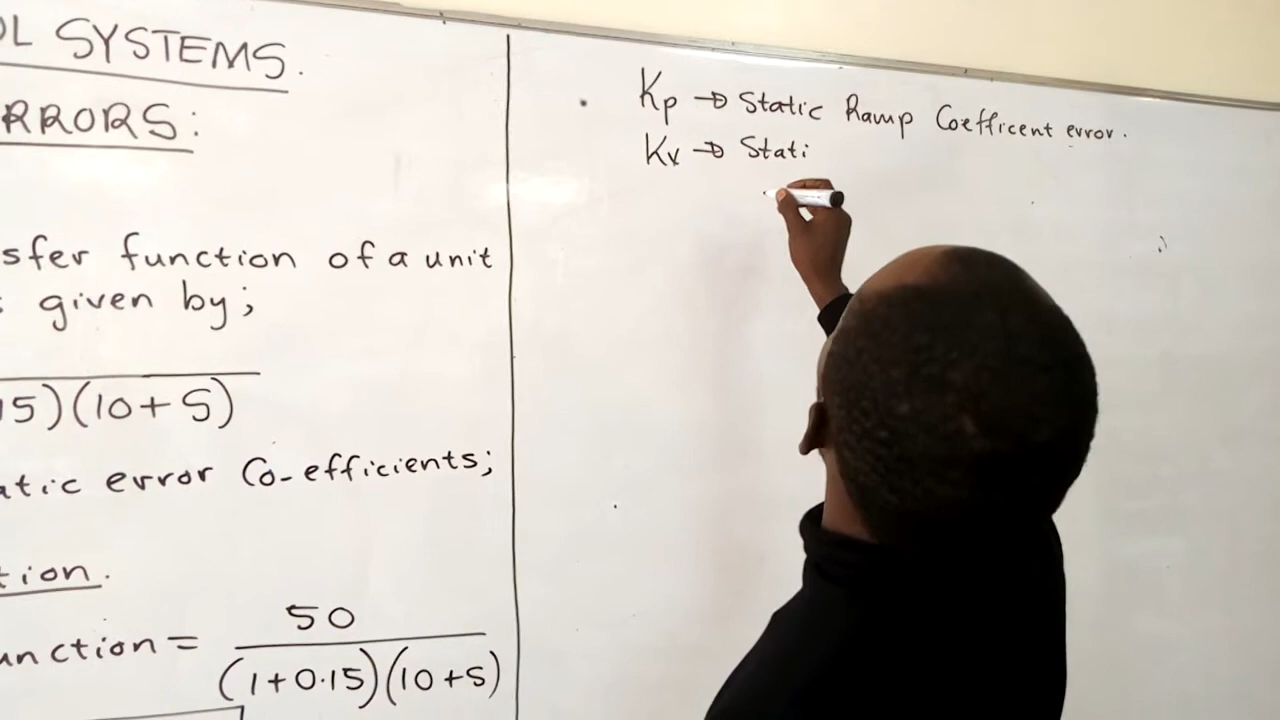 OL SYSTEMS.
RRORS:
sfer function of a unit
given by;
15)(10+S)
atic error Co-efficients;
tion.
unction = 50
(1+0.1S)(10+S)
Kp → Static Ramp Coefficent error.
Kv → Stati